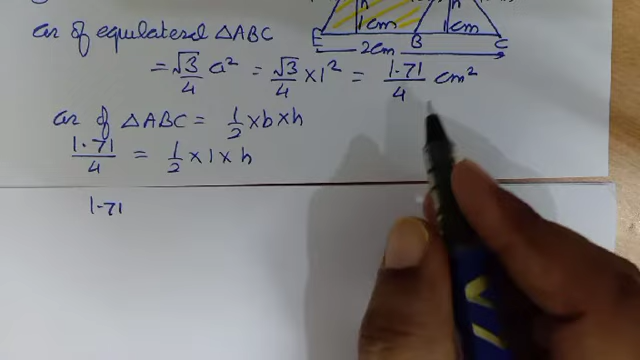 h h
1cm 1cm
E 2cm B C
ar of equlateral △ABC
= √3/4 a² = √3/4 × 1² = 1.71/4 cm²
ar of △ABC = 1/2 × b × h
1.71/4 = 1/2 × 1 × h
1.71